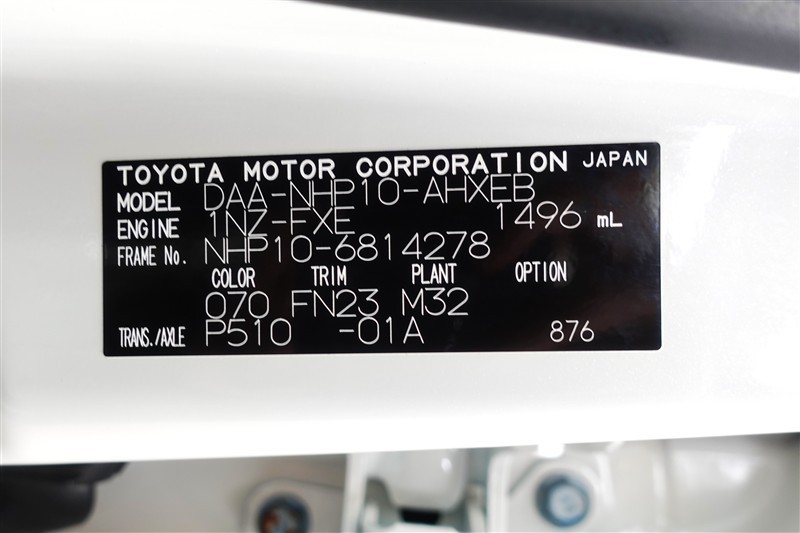 TOYOTA MOTOR CORPORATION JAPAN
MODEL DAA-NHP10-AHXEB
ENGINE 1NZ-FXE 1496 mL
FRAME No. NHP10-6814278
COLOR TRIM PLANT OPTION
070 FN23 M32
TRANS./AXLE P510 -01A 876